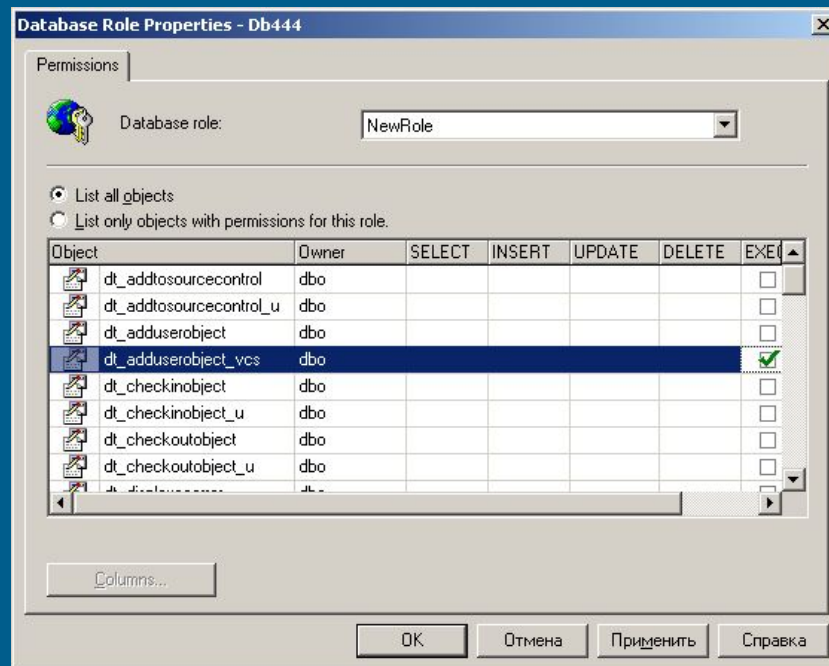 Database Role Properties - Db444
Permissions
Database role: NewRole
List all objects
List only objects with permissions for this role.
Object Owner SELECT INSERT UPDATE DELETE
dt_addtosourcecontrol dbo
dt_addtosourcecontrol_u dbo
dt_adduserobject dbo
dt_adduserobject_vcs dbo
dt_checkinobject dbo
dt_checkinobject_u dbo
dt_checkoutobject dbo
dt_checkoutobject_u dbo
Columns...
OK Отмена Применить Справка